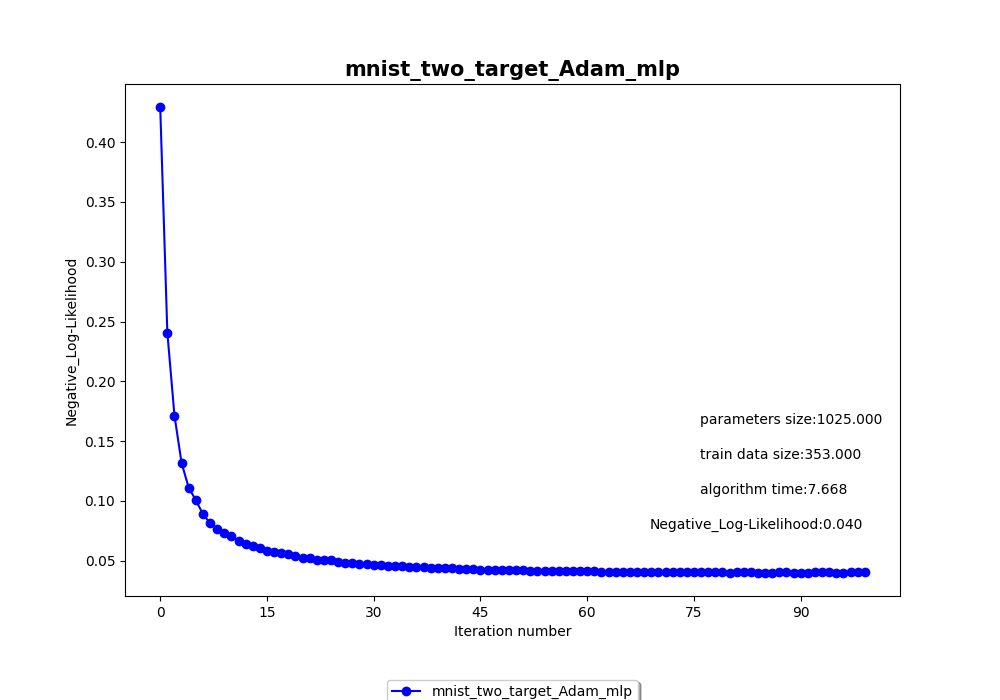 mnist_two_target_Adam_mlp
0.40
0.35
0.30
0.25
0.20
0.15
0.10
0.05
Negative_Log-Likelihood
parameters size:1025.000
train data size:353.000
algorithm time:7.668
Negative_Log-Likelihood:0.040
0 15 30 45 60 75 90
Iteration number
mnist_two_target_Adam_mlp